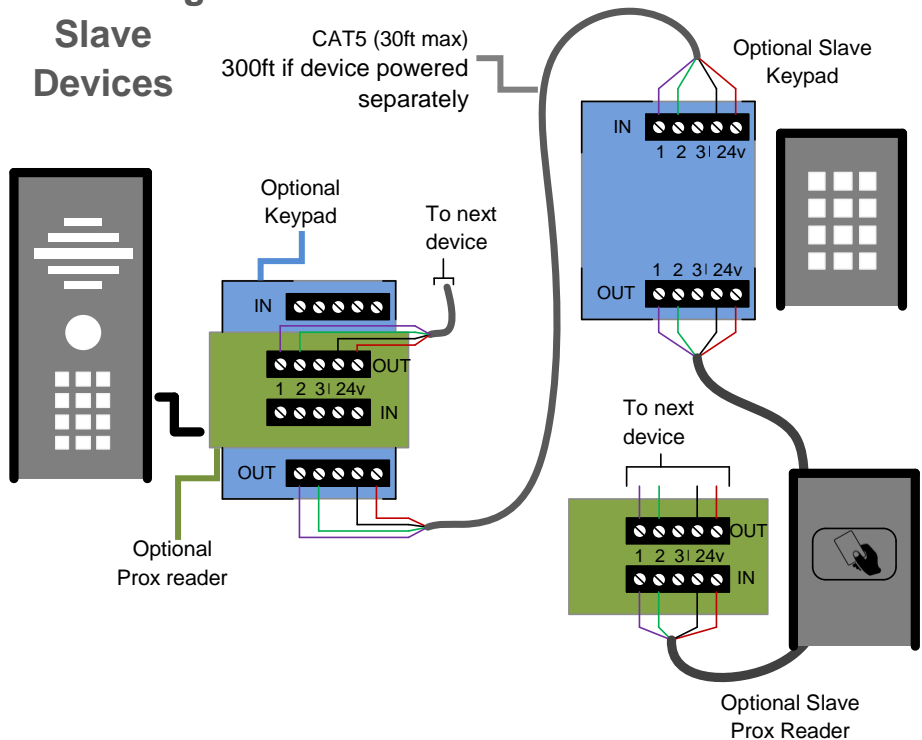 Slave
Devices
CAT5 (30ft max)
300ft if device powered
separately
Optional Slave
Keypad
IN
1 2 3 | 24v
1 2 3 | 24v
OUT
Optional
Keypad
To next
device
IN
OUT
1 2 3 | 24v
IN
OUT
Optional
Prox reader
To next
device
OUT
1 2 3 | 24v
IN
Optional Slave
Prox Reader